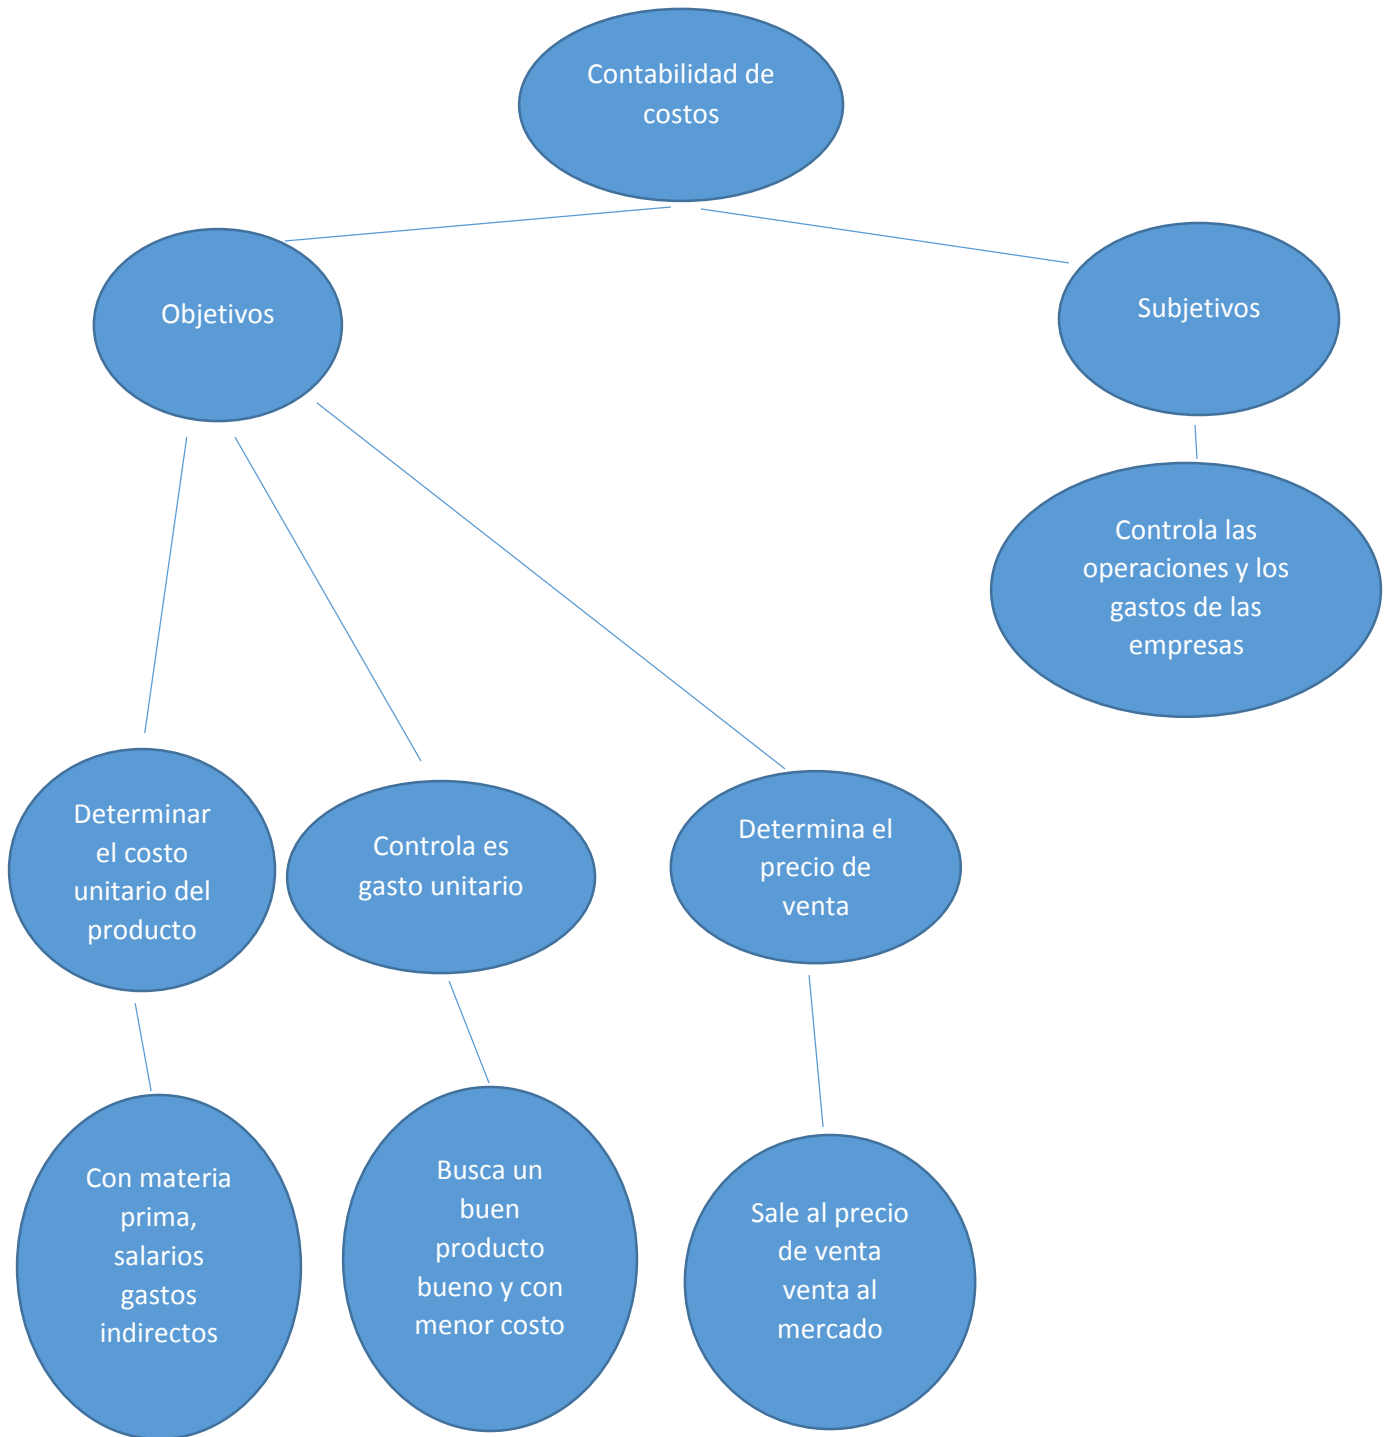 Contabilidad de
costos
Objetivos
Subjetivos
Controla las
operaciones y los
gastos de las
empresas
Determinar
el costo
unitario del
producto
Controla es
gasto unitario
Determina el
precio de
venta
Con materia
prima,
salarios
gastos
indirectos
Busca un
buen
producto
bueno y con
menor costo
Sale al precio
de venta
venta al
mercado